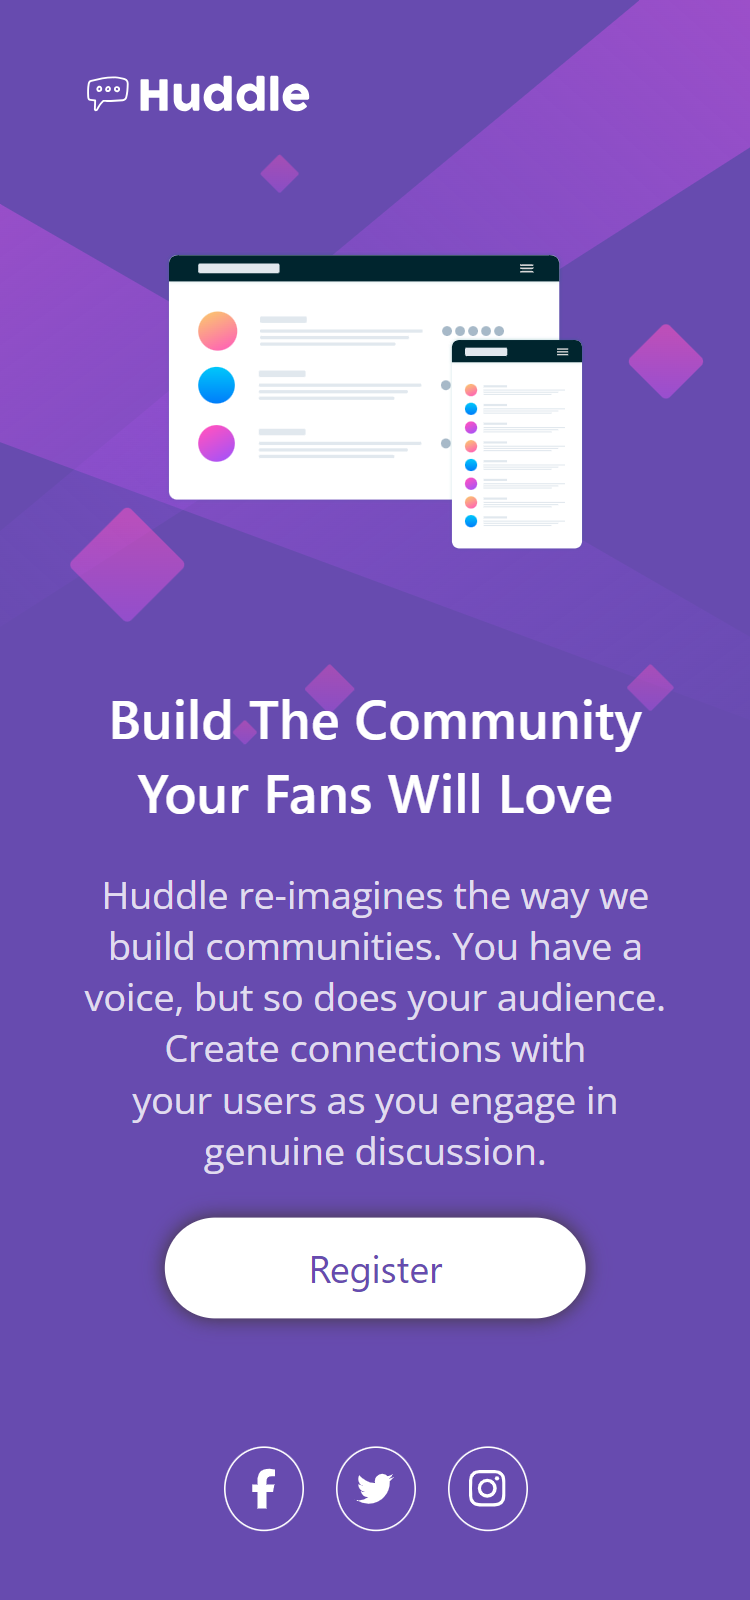 Huddle
Build The Community
Your Fans Will Love
Huddle re-imagines the way we
build communities. You have a
voice, but so does your audience.
Create connections with
your users as you engage in
genuine discussion.
Register